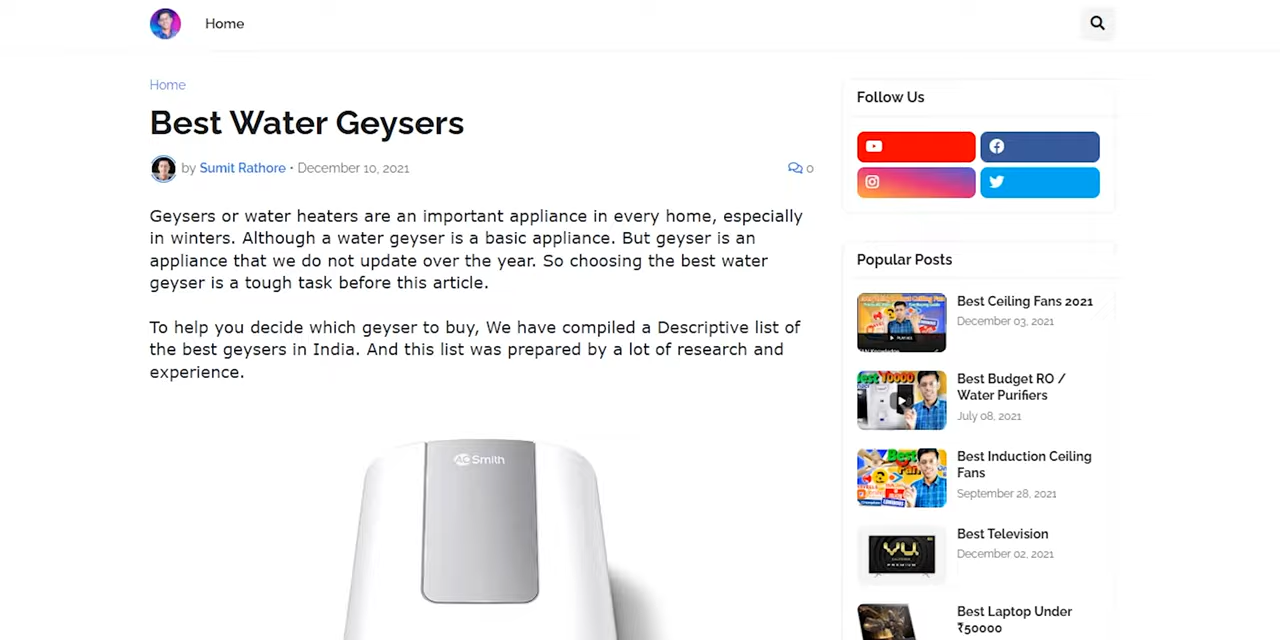 Home
Home
Best Water Geysers
by Sumit Rathore • December 10, 2021
0
Geysers or water heaters are an important appliance in every home, especially
in winters. Although a water geyser is a basic appliance. But geyser is an
appliance that we do not update over the year. So choosing the best water
geyser is a tough task before this article.
To help you decide which geyser to buy, We have compiled a Descriptive list of
the best geysers in India. And this list was prepared by a lot of research and
experience.
AO Smith
Follow Us
Popular Posts
Best Ceiling Fans 2021
December 03, 2021
Best 10000
Best Budget RO /
Water Purifiers
July 08, 2021
Best
Fan
Best Induction Ceiling
Fans
September 28, 2021
VU
PREMIUM
Best Television
December 02, 2021
Best Laptop Under
₹50000